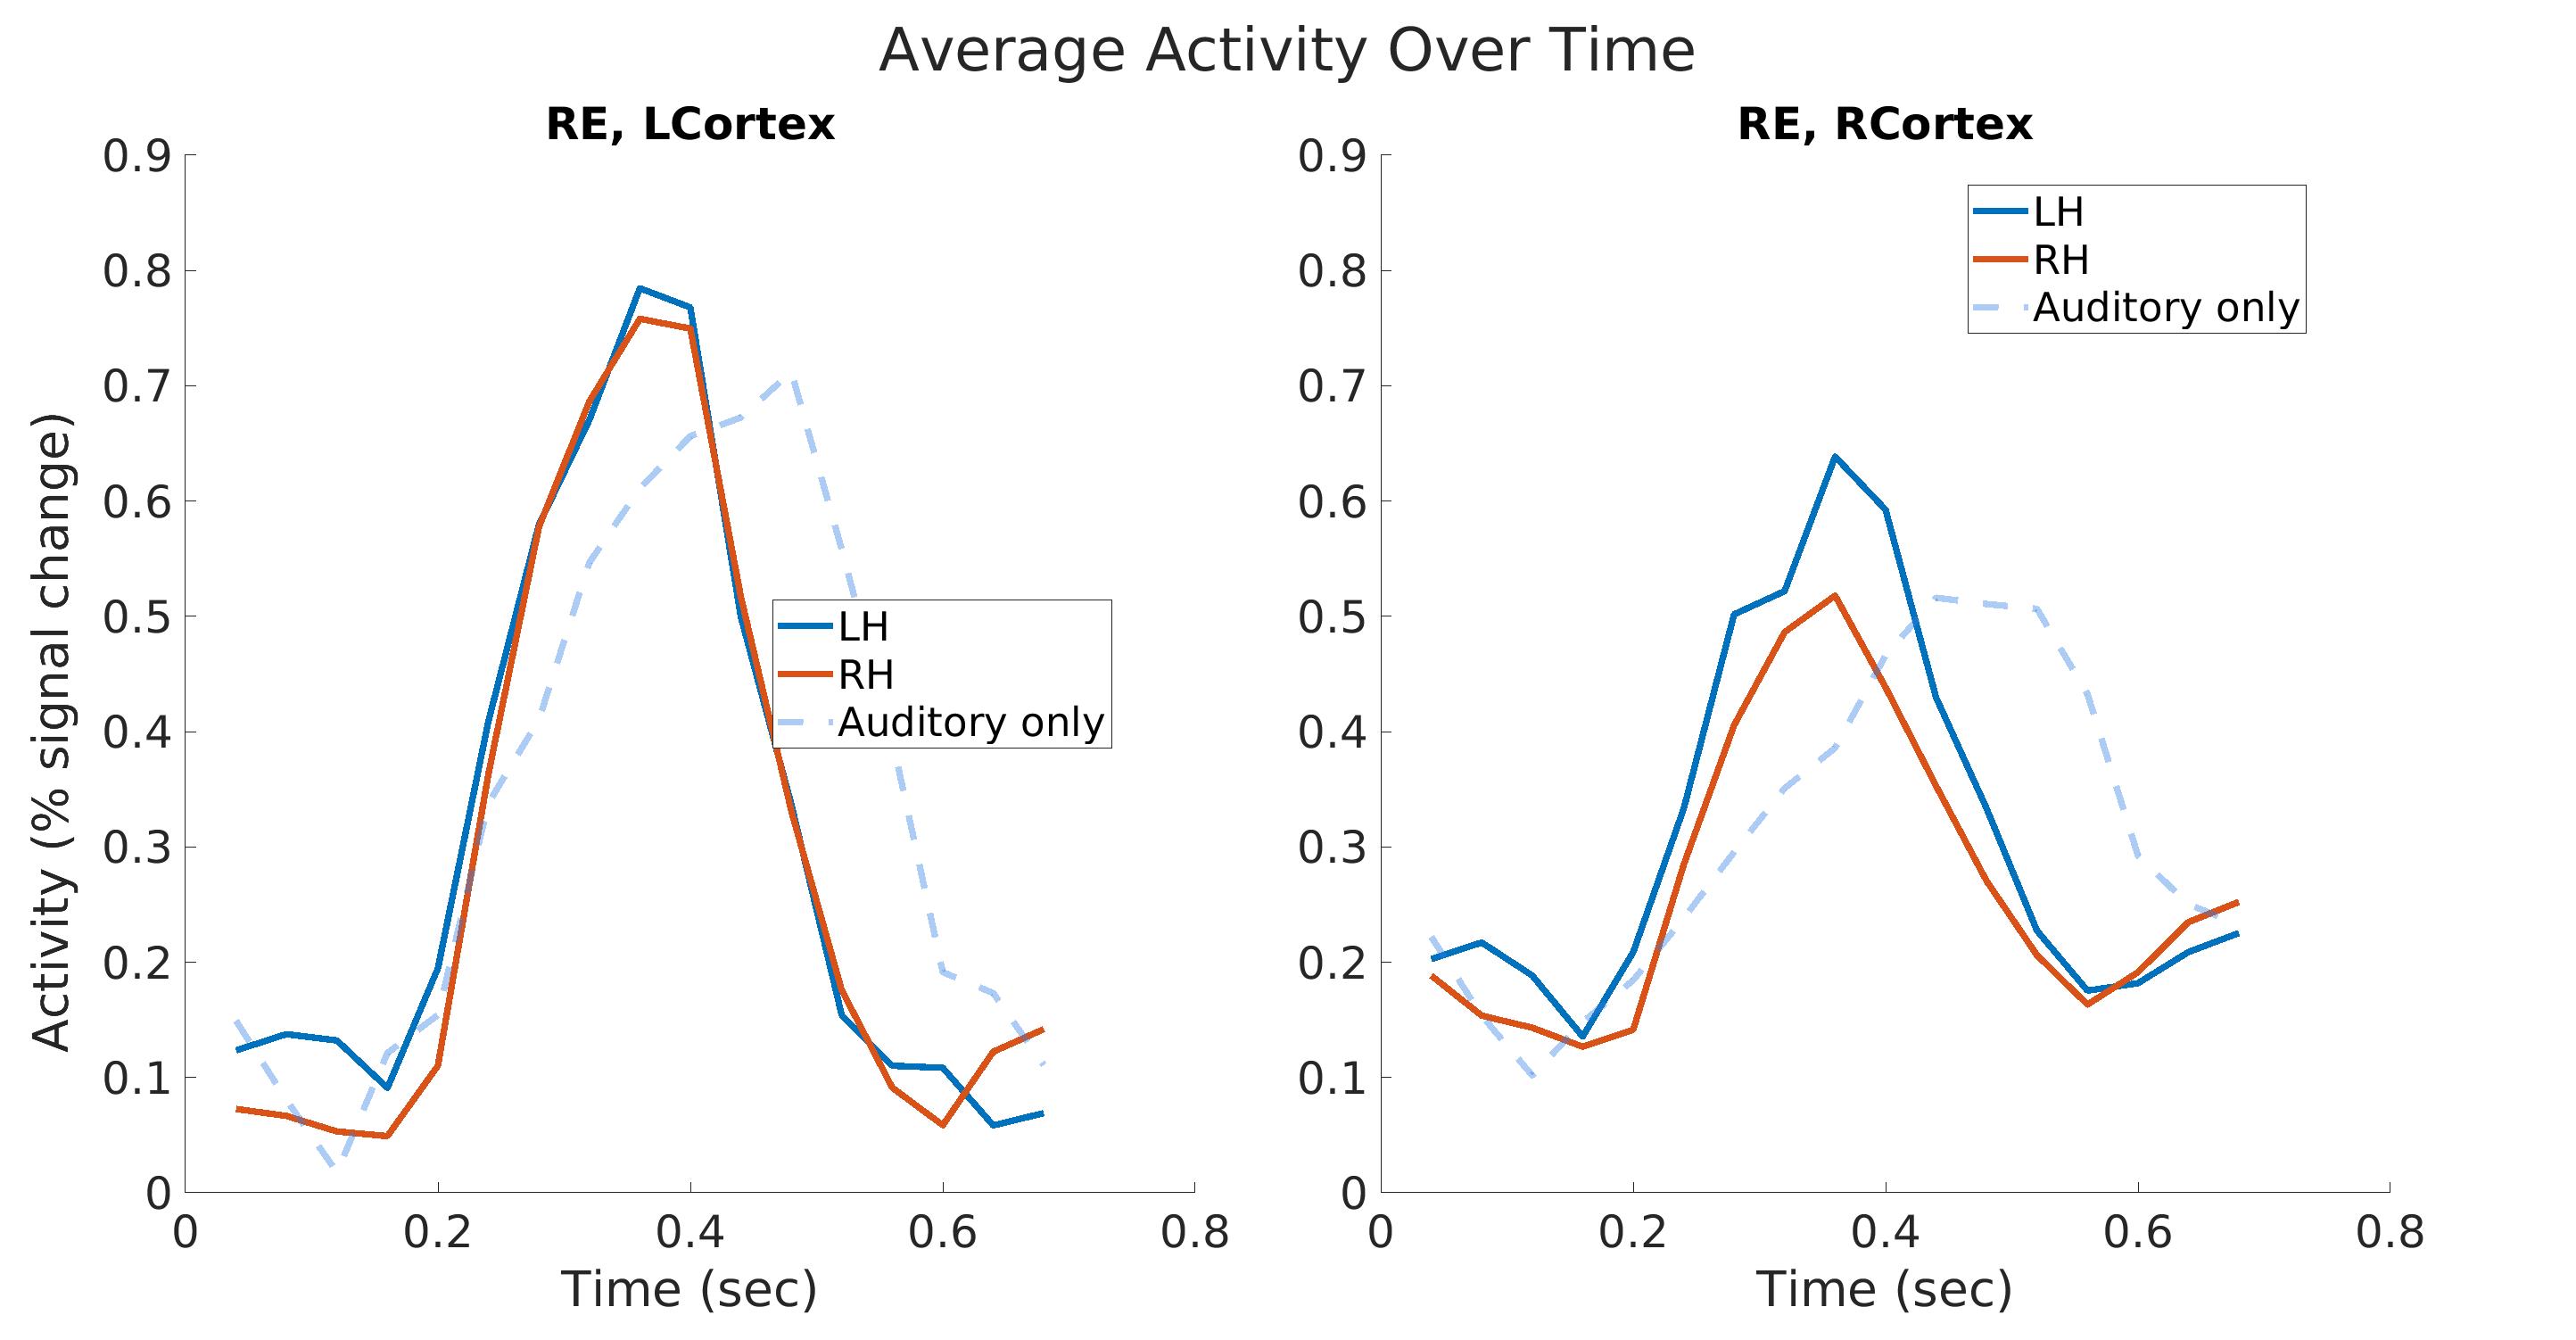 Average Activity Over Time
RE, LCortex
0.9
0.8
0.7
0.6
0.5
0.4
0.3
0.2
0.1
0
Activity (% signal change)
LH
RH
Auditory only
0
0.2
0.4
0.6
0.8
Time (sec)
RE, RCortex
0.9
0.8
0.7
0.6
0.5
0.4
0.3
0.2
0.1
0
LH
RH
Auditory only
0
0.2
0.4
0.6
0.8
Time (sec)